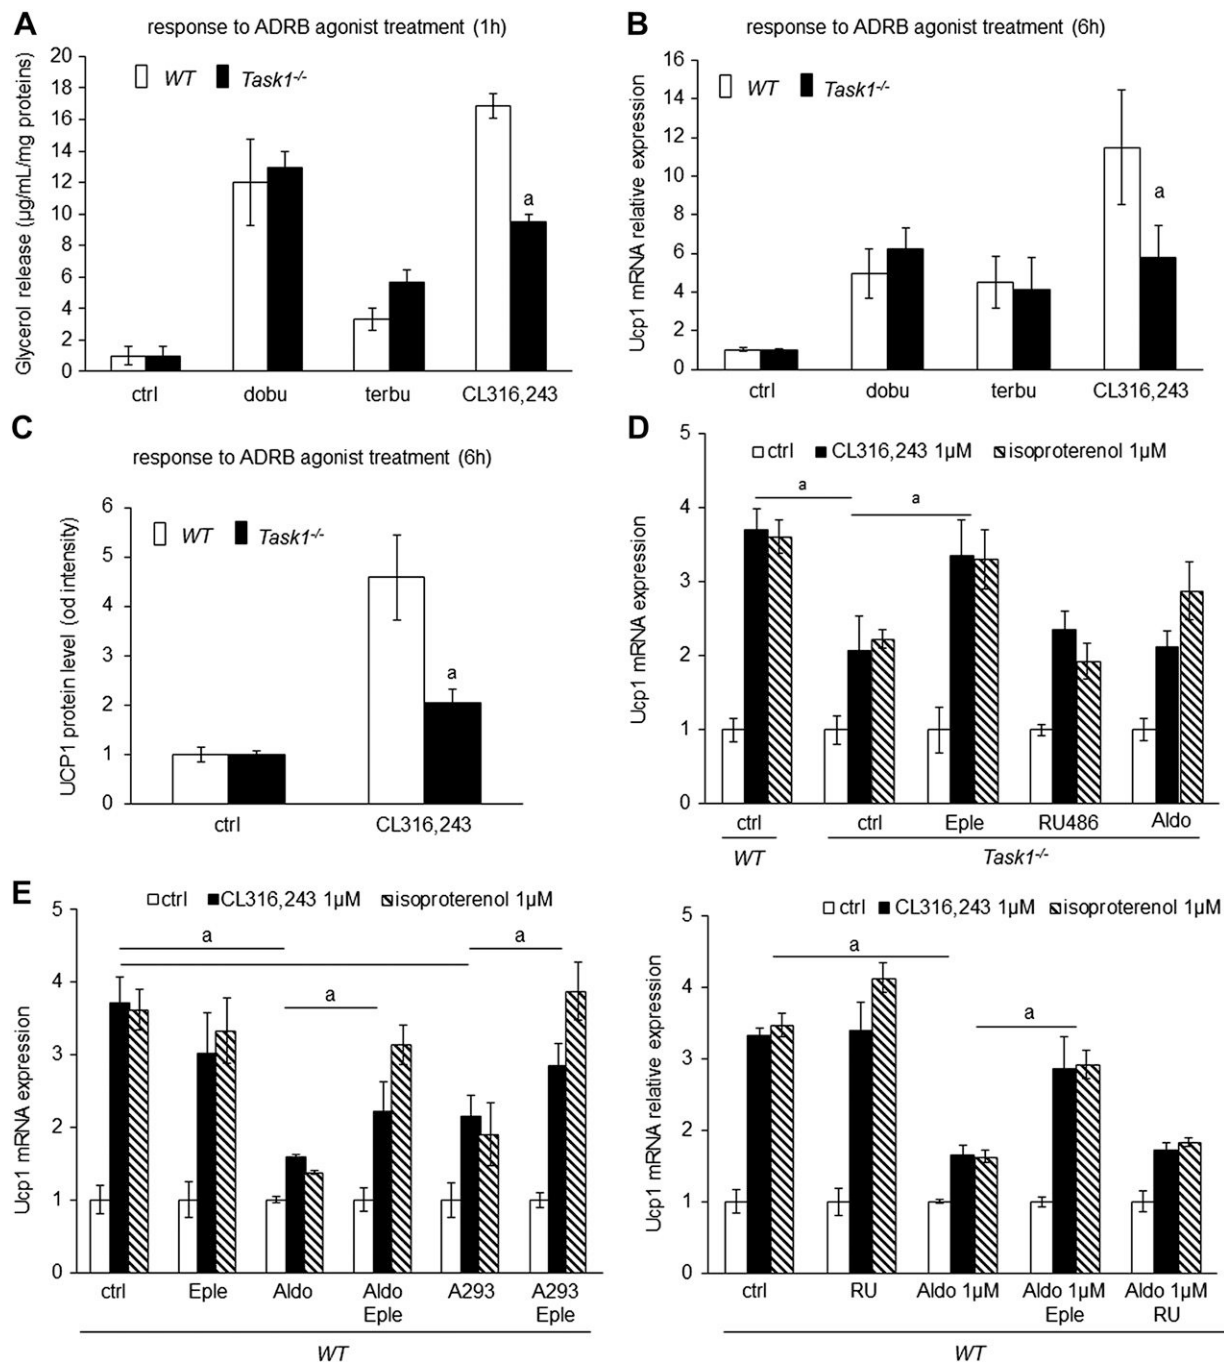 A
response to ADRB agonist treatment (1h)
Glycerol release (µg/mL/mg proteins)
20
18
16
14
12
10
8
6
4
2
0
WT Task1-/-
a
ctrl dobu terbu CL316,243
B
response to ADRB agonist treatment (6h)
Ucp1 mRNA relative expression
16
14
12
10
8
6
4
2
0
WT Task1-/-
a
ctrl dobu terbu CL316,243
C
response to ADRB agonist treatment (6h)
UCP1 protein level (od intensity)
6
5
4
3
2
1
0
WT Task1-/-
a
ctrl CL316,243
D
ctrl CL316,243 1µM isoproterenol 1µM
Ucp1 mRNA expression
5
4
3
2
1
0
a
a
ctrl ctrl Eple RU486 Aldo
WT Task1-/-
E
ctrl CL316,243 1µM isoproterenol 1µM
Ucp1 mRNA expression
5
4
3
2
1
0
a a
a
ctrl Eple Aldo Aldo A293 A293
Eple Eple
WT
ctrl CL316,243 1µM isoproterenol 1µM
Ucp1 mRNA relative expression
5
4
3
2
1
0
a
a
ctrl RU Aldo 1µM Aldo 1µM Aldo 1µM
Eple RU
WT